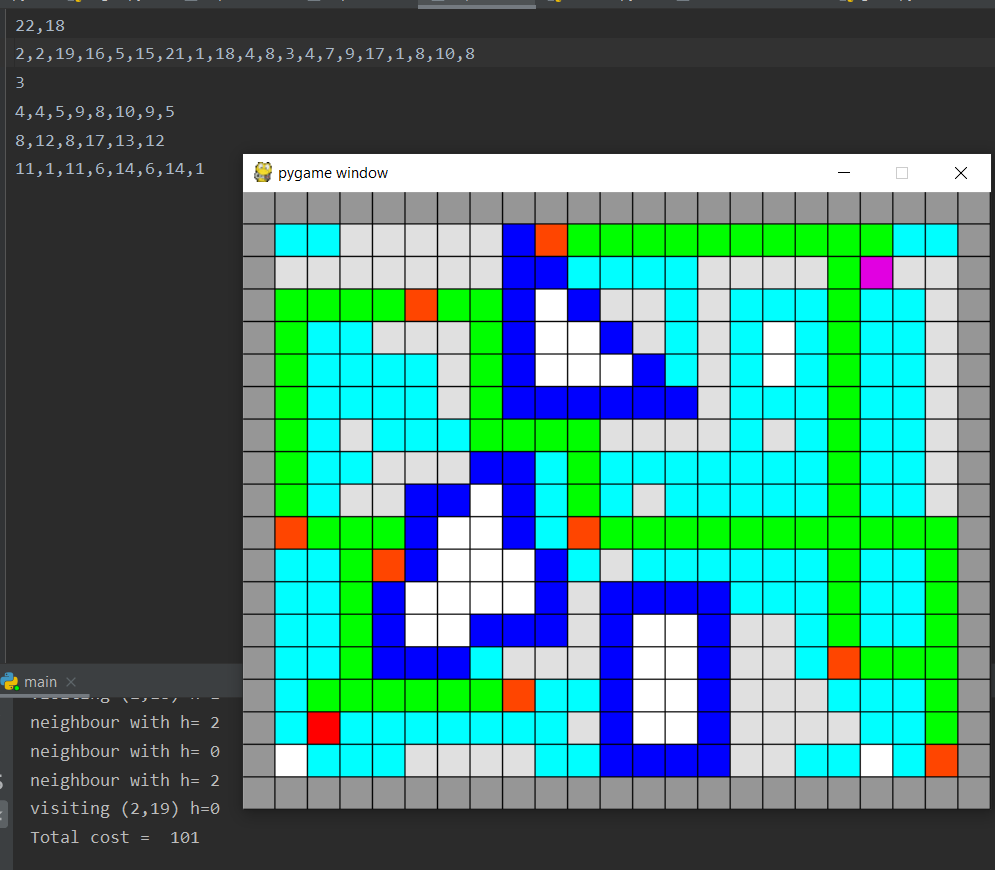 22,18
2,2,19,16,5,15,21,1,18,4,8,3,4,7,9,17,1,8,10,8
3
4,4,5,9,8,10,9,5
8,12,8,17,13,12
11,1,11,6,14,6,14,1
pygame window
main
neighbour with h= 2
neighbour with h= 0
neighbour with h= 2
visiting (2,19) h=0
Total cost =  101